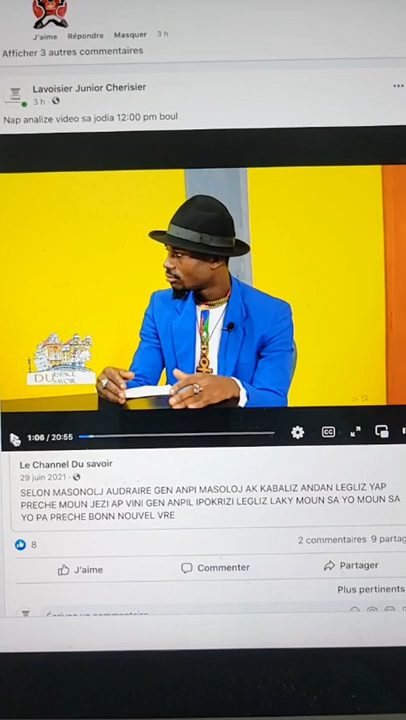 J'aime Répondre Masquer 3 h
Afficher 3 autres commentaires
Lavoisier Junior Cherisier
3 h
Nap analize video sa jodia 12:00 pm boul
DU
SAVOIR
1:06 / 20:55
CC
Le Channel Du savoir
29 juin 2021
SELON MASONOLJ AUDRAIRE GEN ANPI MASOLOJ AK KABALIZ ANDAN LEGLIZ YAP
PRECHE MOUN JEZI AP VINI GEN ANPIL IPOKRIZI LEGLIZ LAKY MOUN SA YO MOUN SA
YO PA PRECHE BONN NOUVEL VRE
8
2 commentaires 9 partag
J'aime Commenter Partager
Plus pertinents